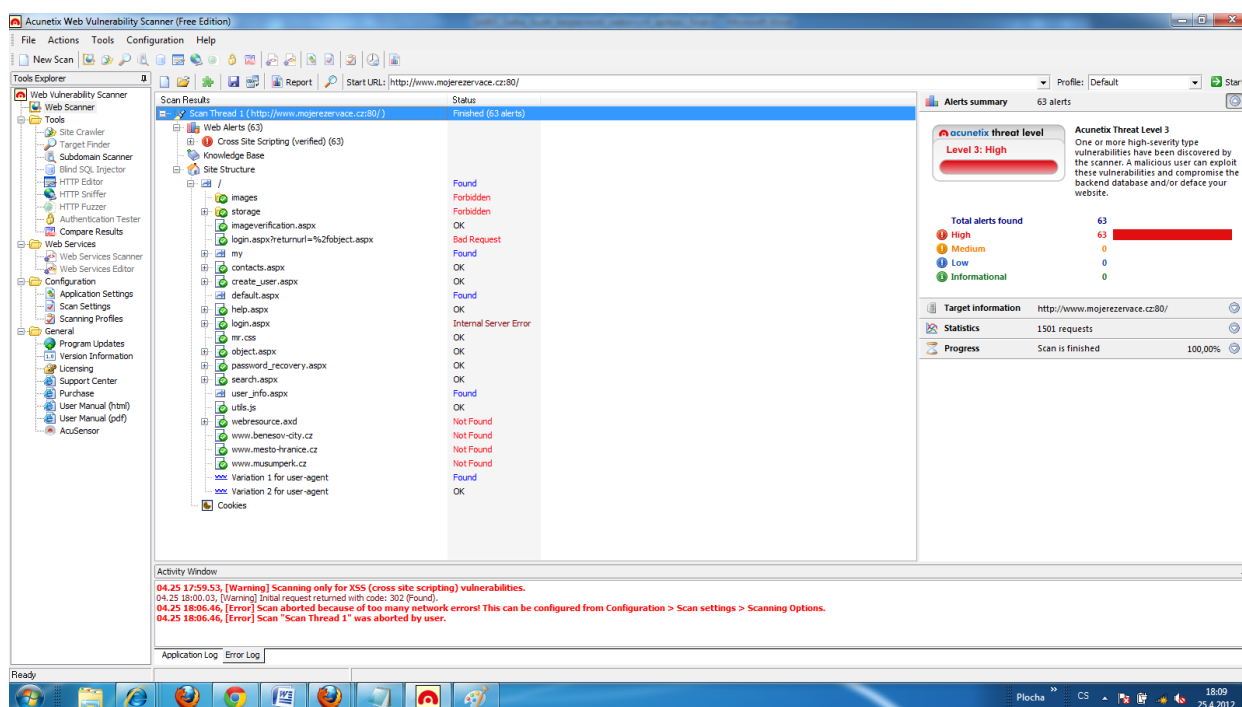 Acunetix Web Vulnerability Scanner (Free Edition)
File Actions Tools Configuration Help
New Scan
Tools Explorer
Report
Start URL: http://www.mojerezervace.cz:80/
Profile: Default
Start
Web Vulnerability Scanner
Web Scanner
Tools
Site Crawler
Target Finder
Subdomain Scanner
Blind SQL Injector
HTTP Editor
HTTP Sniffer
HTTP Fuzzer
Authentication Tester
Compare Results
Web Services
Web Services Scanner
Web Services Editor
Configuration
Application Settings
Scan Settings
Scanning Profiles
General
Program Updates
Version Information
Licensing
Support Center
Purchase
User Manual (html)
User Manual (pdf)
AcuSensor
Scan Results Status
Scan Thread 1 ( http://www.mojerezervace.cz:80/ ) Finished (63 alerts)
Web Alerts (63)
Cross Site Scripting (verified) (63)
Knowledge Base
Site Structure
/ Found
images Forbidden
storage Forbidden
imageverification.aspx OK
login.aspx?returnurl=%2fobject.aspx Bad Request
my Found
contacts.aspx OK
create_user.aspx OK
default.aspx Found
help.aspx OK
login.aspx Internal Server Error
mr.css OK
object.aspx OK
password_recovery.aspx OK
search.aspx OK
user_info.aspx Found
utils.js OK
webresource.axd Not Found
www.benesov-city.cz Not Found
www.mesto-hranice.cz Not Found
www.musumperk.cz Not Found
Variation 1 for user-agent Found
Variation 2 for user-agent OK
Cookies
Alerts summary 63 alerts
acunetix threat level
Level 3: High
Acunetix Threat Level 3
One or more high-severity type
vulnerabilities have been discovered by
the scanner. A malicious user can exploit
these vulnerabilities and compromise the
backend database and/or deface your
website.
Total alerts found 63
High 63
Medium 0
Low 0
Informational 0
Target information http://www.mojerezervace.cz:80/
Statistics 1501 requests
Progress Scan is finished 100,00%
Activity Window
04.25 17:59.53, [Warning] Scanning only for XSS (cross site scripting) vulnerabilities.
04.25 18:00.03, [Warning] Initial request returned with code: 302 (Found).
04.25 18:06.46, [Error] Scan aborted because of too many network errors! This can be configured from Configuration > Scan settings > Scanning Options.
04.25 18:06.46, [Error] Scan "Scan Thread 1" was aborted by user.
Application Log Error Log
Ready
Plocha » CS 18:09
25.4.2012